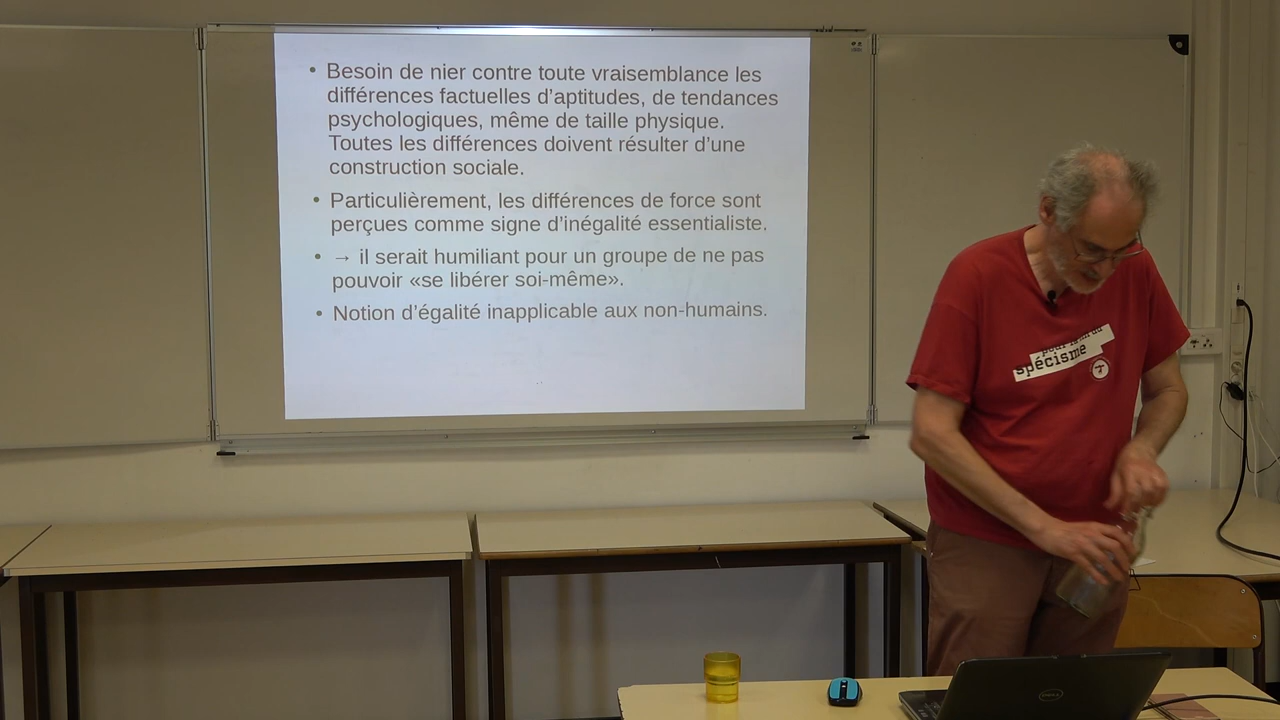 • Besoin de nier contre toute vraisemblance les
différences factuelles d’aptitudes, de tendances
psychologiques, même de taille physique.
Toutes les différences doivent résulter d’une
construction sociale.
• Particulièrement, les différences de force sont
perçues comme signe d’inégalité essentialiste.
• → il serait humiliant pour un groupe de ne pas
pouvoir «se libérer soi-même».
• Notion d’égalité inapplicable aux non-humains.
spécisme
DELL